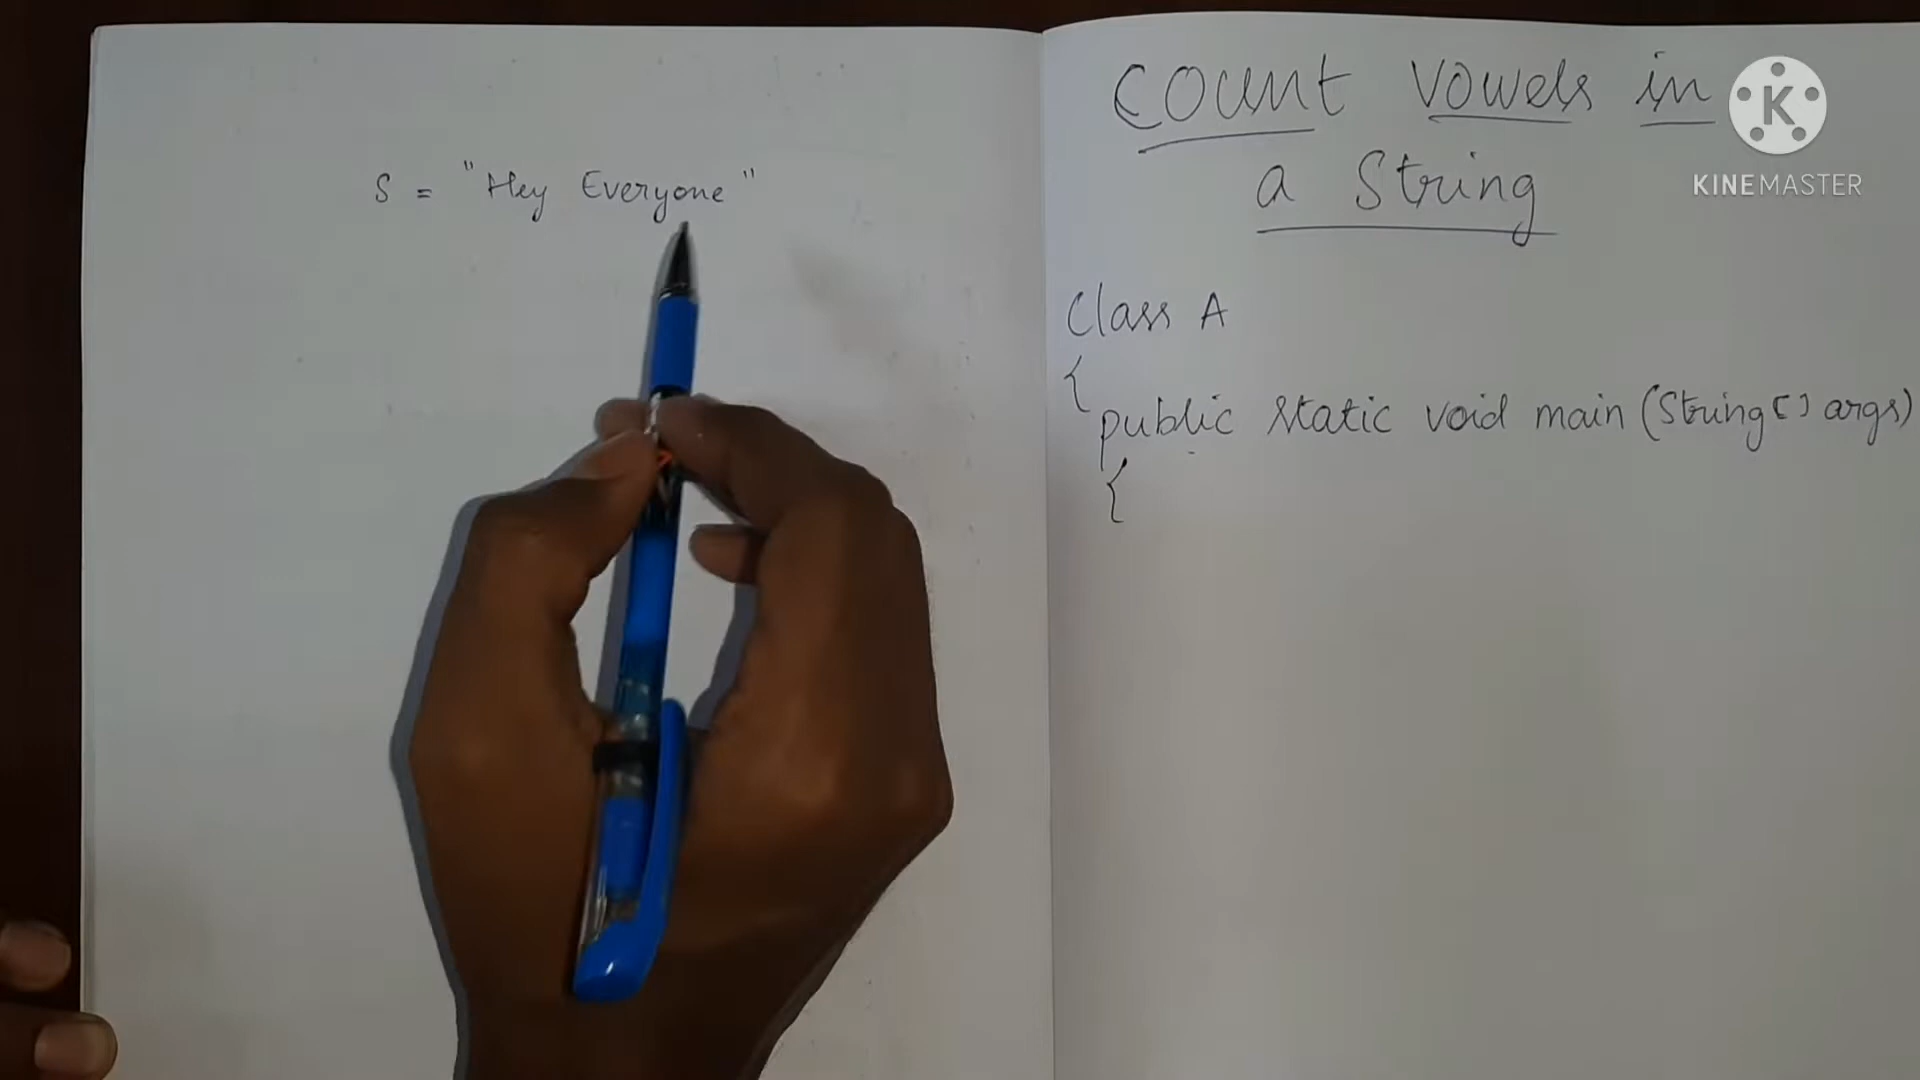 S = "Hey Everyone"
Count Vowels in
a String
Class A
{
public static void main (String [] args)
{
K
KINEMASTER